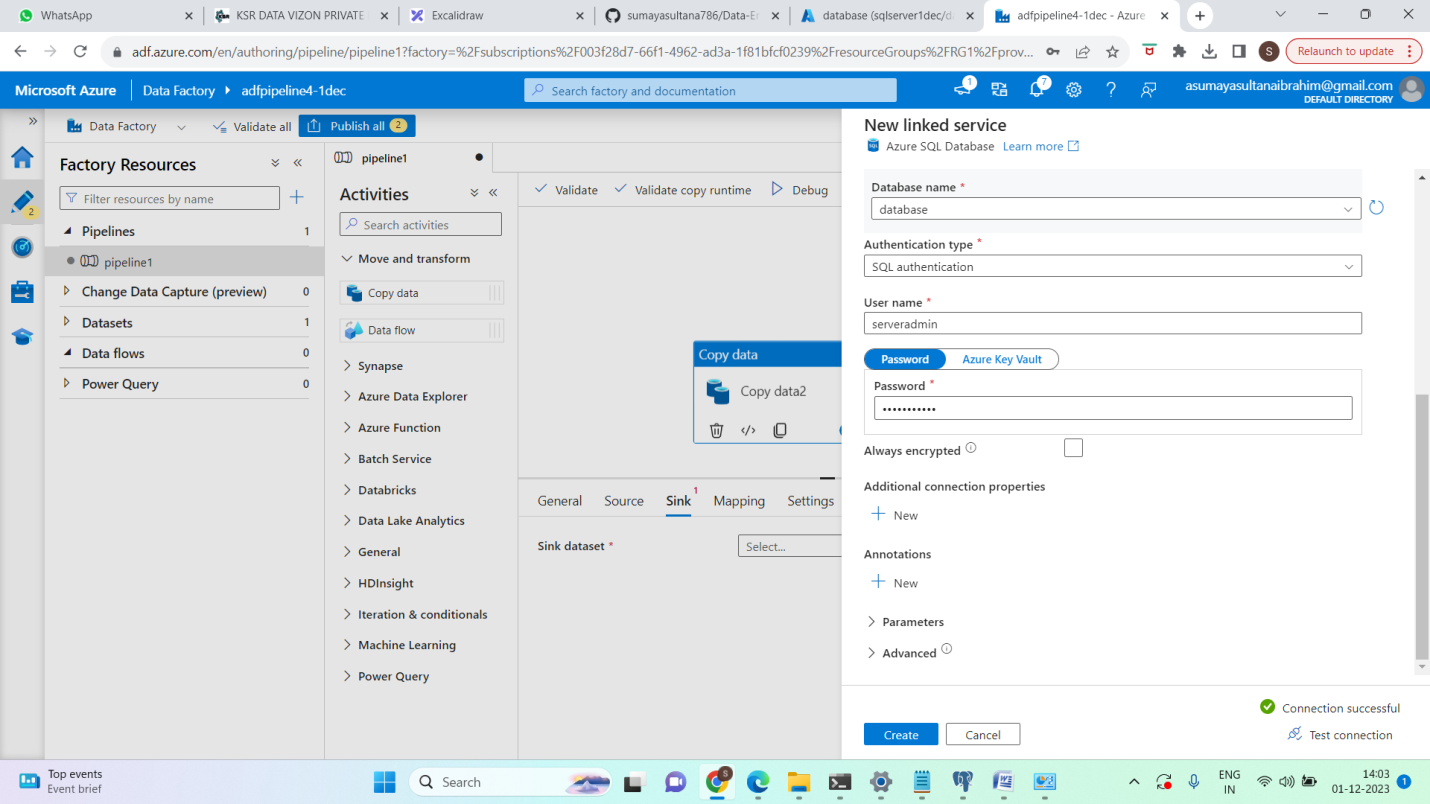 WhatsApp
KSR DATA VIZON PRIVATE
Excalidraw
sumayasultana786/Data-En
database (sqlserver1dec/da
adfpipeline4-1dec - Azure
adf.azure.com/en/authoring/pipeline/pipeline1?factory=%2Fsubscriptions%2F003f28d7-66f1-4962-ad3a-1f81bfcf0239%2FresourceGroups%2FRG1%2Fprov...
S
Relaunch to update
Microsoft Azure
Data Factory
adfpipeline4-1dec
Search factory and documentation
1
7
asumayasultanaibrahim@gmail.com
DEFAULT DIRECTORY
Data Factory
Validate all
Publish all 2
2
Factory Resources
Filter resources by name
Pipelines 1
pipeline1
Change Data Capture (preview) 0
Datasets 1
Data flows 0
Power Query 0
pipeline1
Activities
Search activities
Move and transform
Copy data
Data flow
Synapse
Azure Data Explorer
Azure Function
Batch Service
Databricks
Data Lake Analytics
General
HDInsight
Iteration & conditionals
Machine Learning
Power Query
Validate
Validate copy runtime
Debug
Copy data
Copy data2
General
Source
Sink 1
Mapping
Settings
Sink dataset *
Select...
New linked service
SQL
Azure SQL Database Learn more
Database name *
database
Authentication type *
SQL authentication
User name *
serveradmin
Password
Azure Key Vault
Password *
•••••••••••
Always encrypted
Additional connection properties
New
Annotations
New
Parameters
Advanced
Connection successful
Create
Cancel
Test connection
Top events
Event brief
Search
S
ENG
IN
14:03
01-12-2023
1